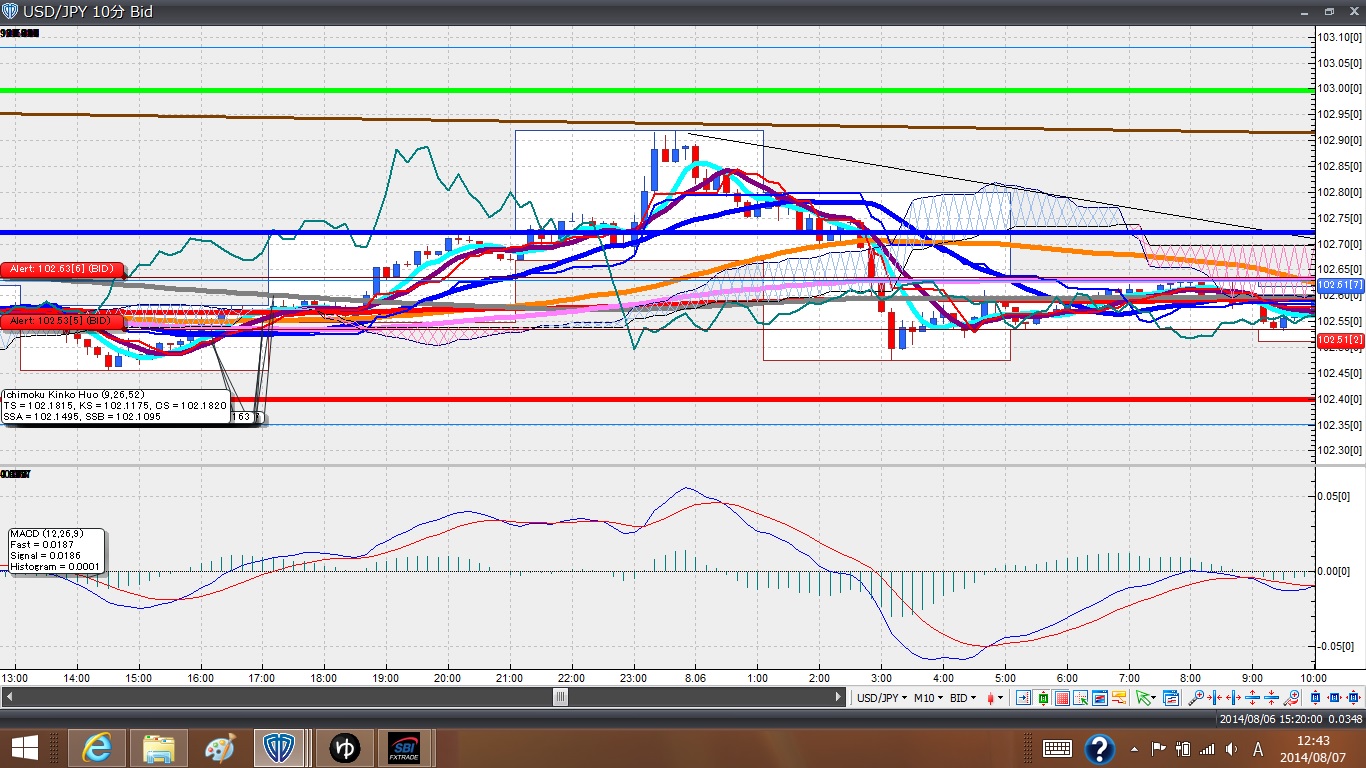 USD/JPY 10分 Bid
103.10[0]
103.05[0]
103.00[0]
102.95[0]
102.90[0]
102.85[0]
102.80[0]
102.75[0]
102.70[0]
102.65[0]
102.61[7]
102.60[0]
102.55[0]
102.51[2]
102.45[0]
102.40[0]
102.35[0]
102.30[0]
Alert: 102.63[6] (BID)
Alert: 102.53[5] (BID)
Ichimoku Kinko Huo (9,26,52)
TS = 102.1815, KS = 102.1175, CS = 102.1820
SSA = 102.1495, SSB = 102.1095
163
MACD (12,26,9)
Fast = 0.0187
Signal = 0.0186
Histogram = 0.0001
0.05[0]
0.00[0]
-0.05[0]
13:00 14:00 15:00 16:00 17:00 18:00 19:00 20:00 21:00 22:00 23:00 8.06 1:00 2:00 3:00 4:00 5:00 6:00 7:00 8:00 9:00 10:00
USD/JPY M10 BID
2014/08/06 15:20:00 0.0348
ゆ
SBI
FXTRADE
A
12:43
2014/08/07